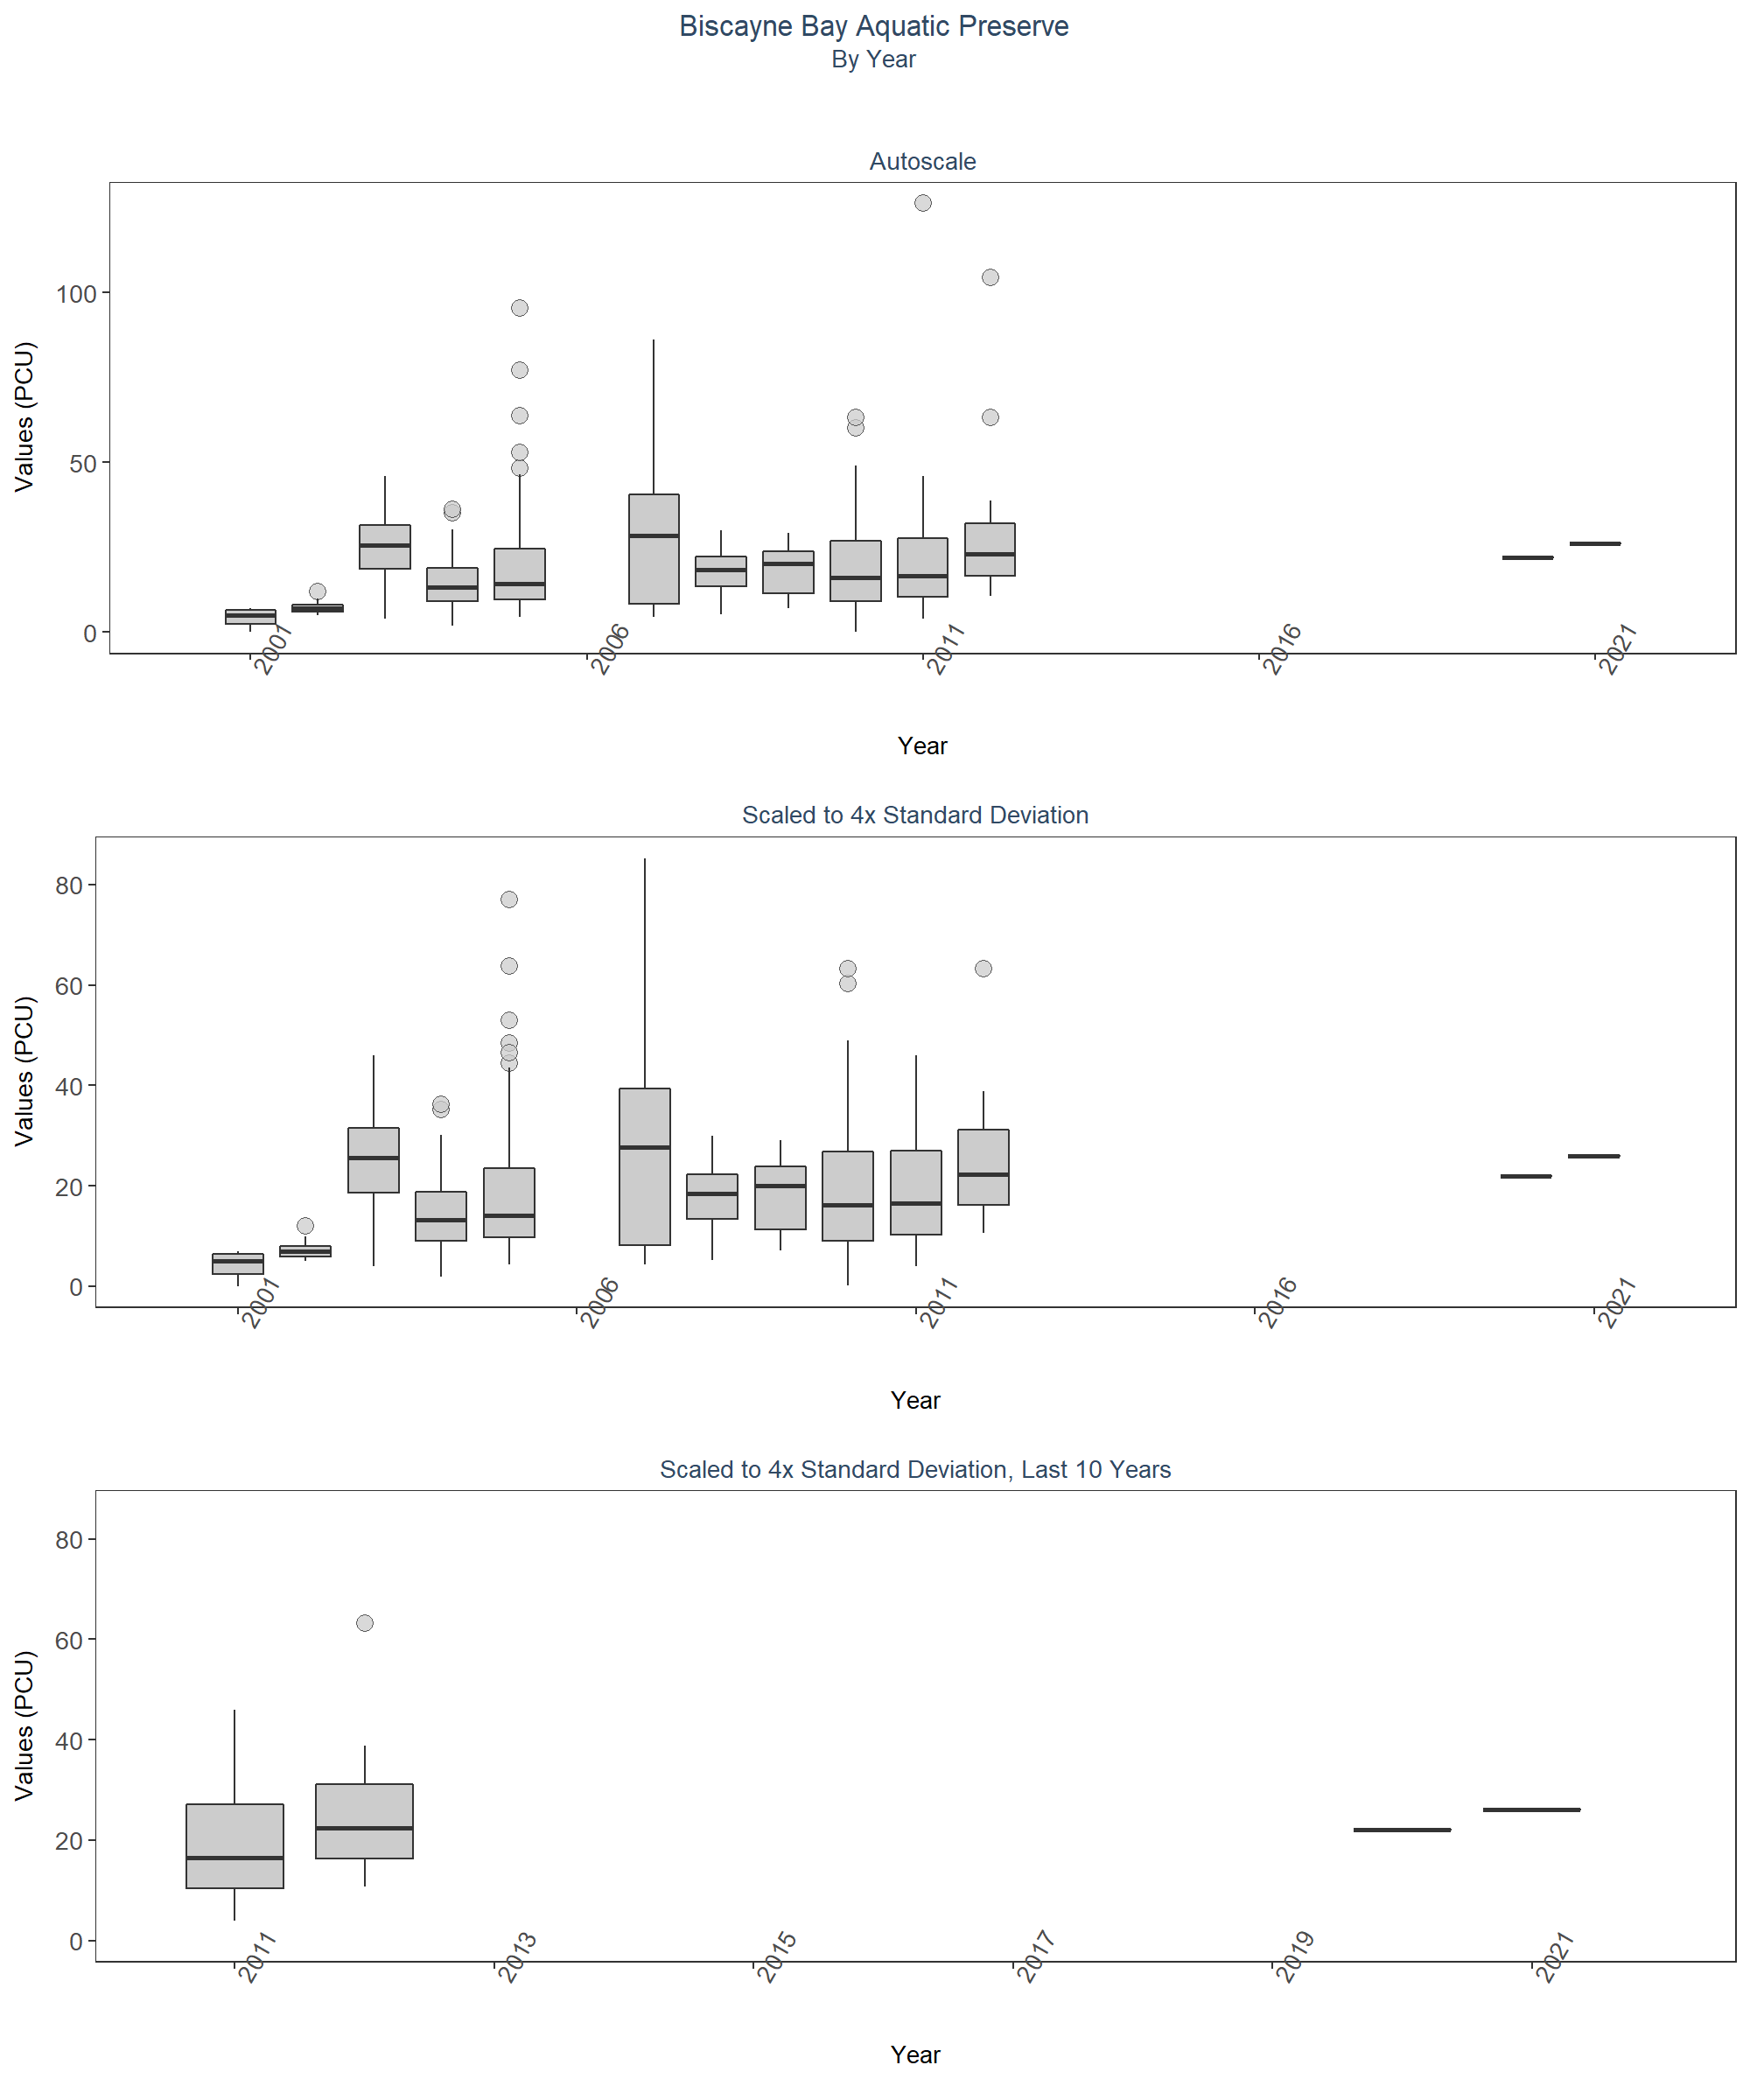 Biscayne Bay Aquatic Preserve
By Year
Autoscale
Values (PCU)
100
50
0
2001
2006
2011
2016
2021
Year
Scaled to 4x Standard Deviation
Values (PCU)
80
60
40
20
0
2001
2006
2011
2016
2021
Year
Scaled to 4x Standard Deviation, Last 10 Years
Values (PCU)
80
60
40
20
0
2011
2013
2015
2017
2019
2021
Year